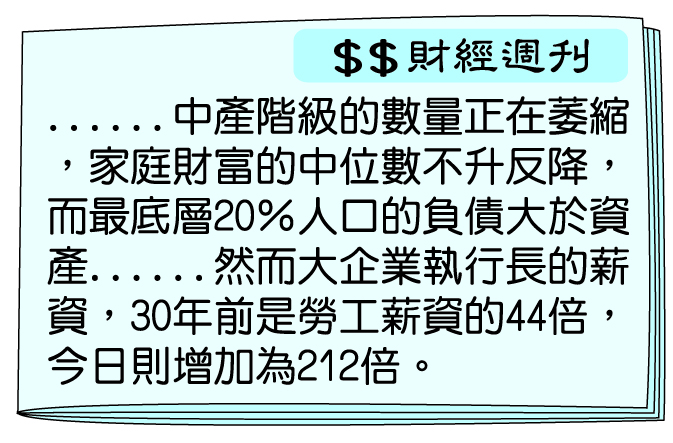 $$財經週刊
......中產階級的數量正在萎縮
，家庭財富的中位數不升反降，
而最底層20%人口的負債大於資
產......然而大企業執行長的薪
資，30年前是勞工薪資的44倍，
今日則增加為212倍。